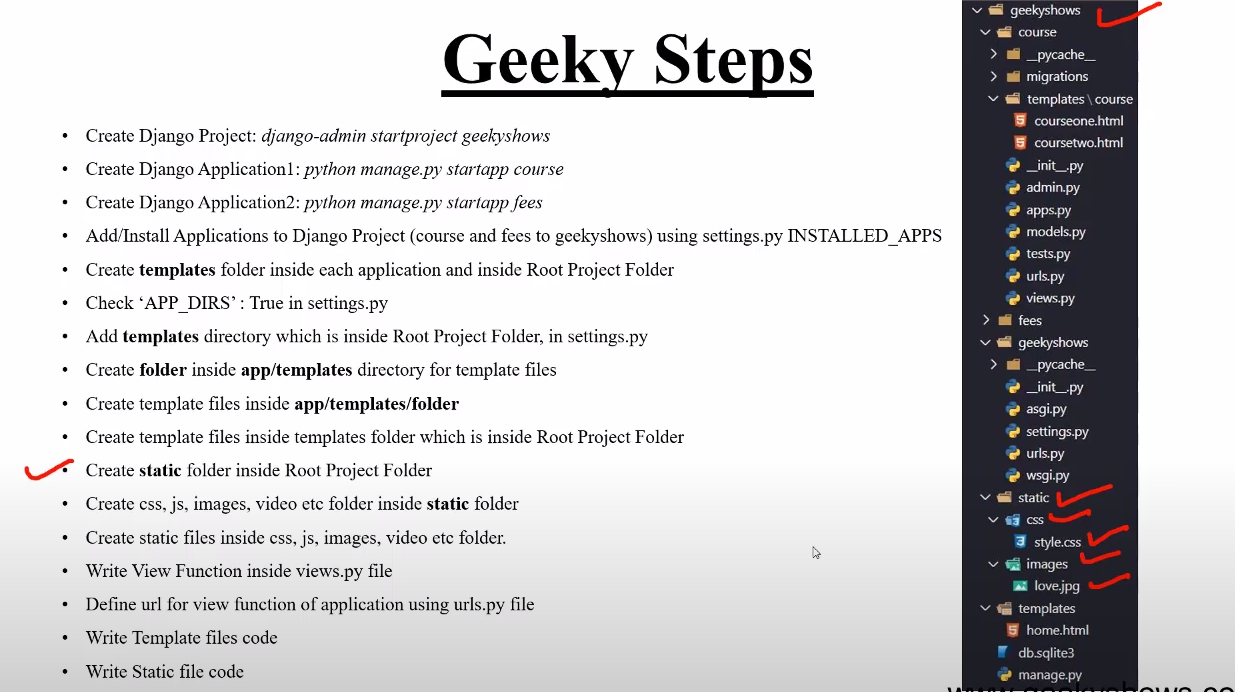 Geeky Steps
• Create Django Project: django-admin startproject geekyshows
• Create Django Application1: python manage.py startapp course
• Create Django Application2: python manage.py startapp fees
• Add/Install Applications to Django Project (course and fees to geekyshows) using settings.py INSTALLED_APPS
• Create templates folder inside each application and inside Root Project Folder
• Check ‘APP_DIRS’ : True in settings.py
• Add templates directory which is inside Root Project Folder, in settings.py
• Create folder inside app/templates directory for template files
• Create template files inside app/templates/folder
• Create template files inside templates folder which is inside Root Project Folder
• Create static folder inside Root Project Folder
• Create css, js, images, video etc folder inside static folder
• Create static files inside css, js, images, video etc folder.
• Write View Function inside views.py file
• Define url for view function of application using urls.py file
• Write Template files code
• Write Static file code
geekyshows
course
__pycache__
migrations
templates \ course
courseone.html
coursetwo.html
__init__.py
admin.py
apps.py
models.py
tests.py
urls.py
views.py
fees
geekyshows
__pycache__
__init__.py
asgi.py
settings.py
urls.py
wsgi.py
static
css
style.css
images
love.jpg
templates
home.html
db.sqlite3
manage.py